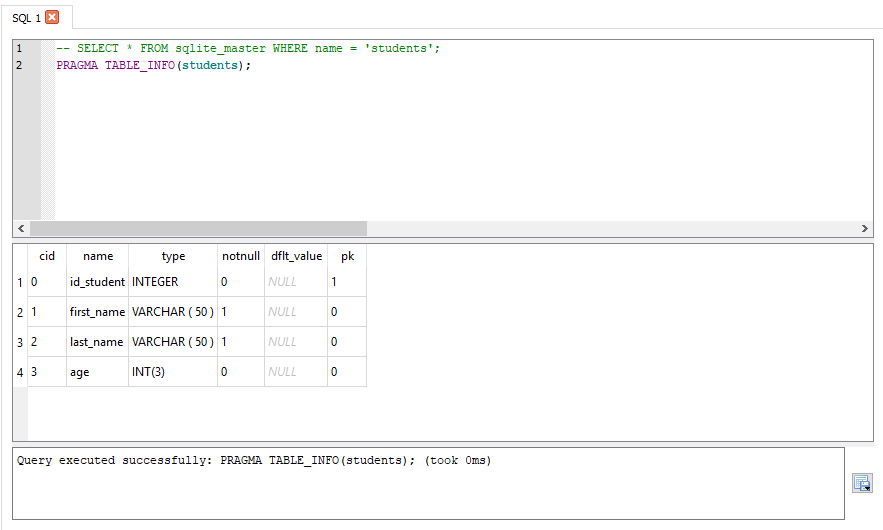 SQL 1
1 -- SELECT * FROM sqlite_master WHERE name = 'students';
2 PRAGMA TABLE_INFO(students);
cid name type notnull dflt_value pk
1 0 id_student INTEGER 0 NULL 1
2 1 first_name VARCHAR ( 50 ) 1 NULL 0
3 2 last_name VARCHAR ( 50 ) 1 NULL 0
4 3 age INT(3) 0 NULL 0
Query executed successfully: PRAGMA TABLE_INFO(students); (took 0ms)